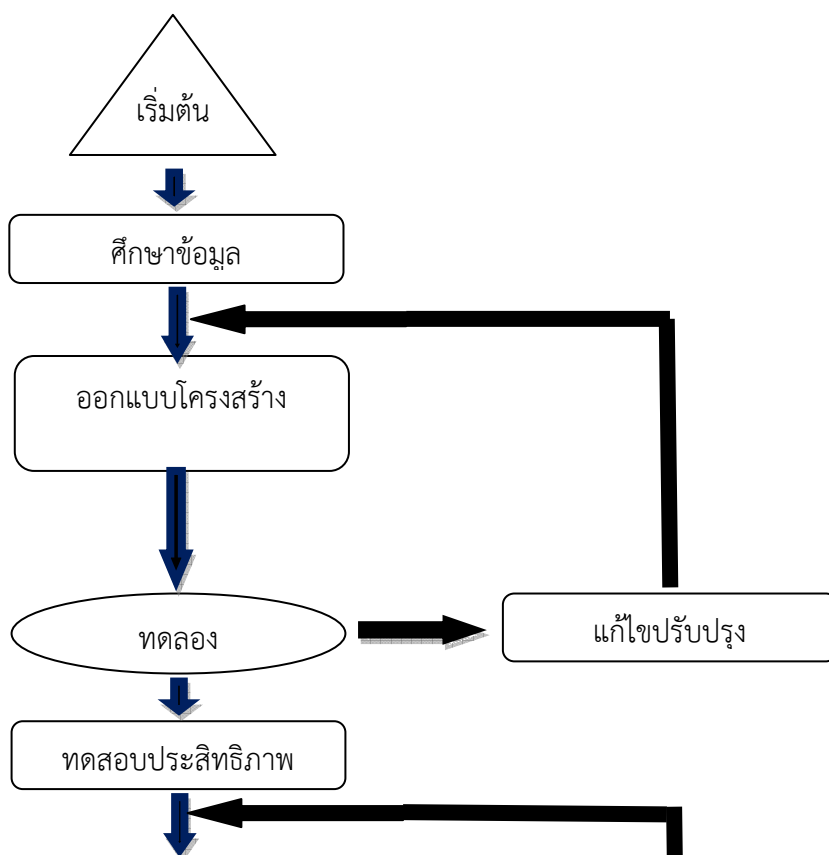 เริ่มต้น
ศึกษาข้อมูล
ออกแบบโครงสร้าง
ทดลอง
แก้ไขปรับปรุง
ทดสอบประสิทธิภาพ